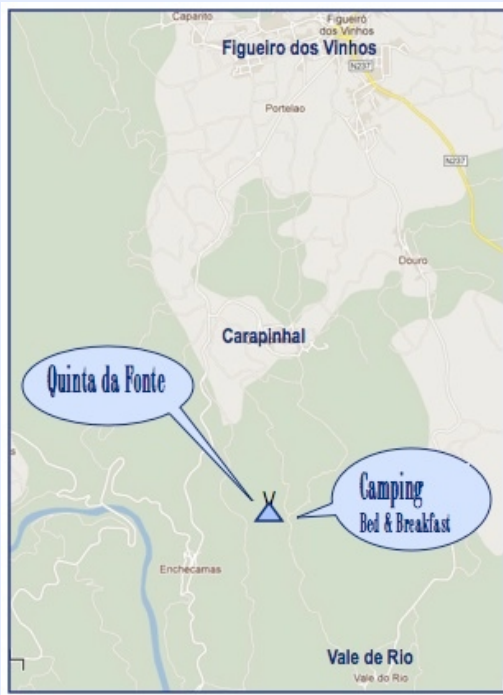 Caparito
Figueiró
dos Vinhos
Figueiro dos Vinhos
N237
Portelao
N237
Douro
Carapinhal
Quinta da Fonte
Camping
Bed & Breakfast
Enchecamas
Vale de Rio
Vale do Rio